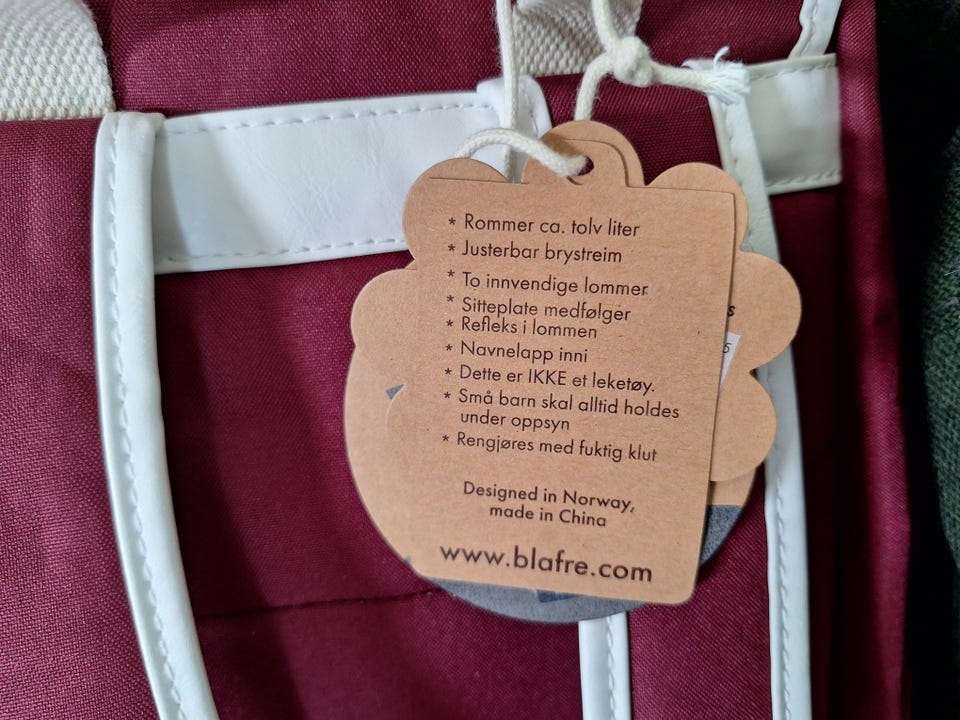 * Rommer ca. tolv liter
* Justerbar brystreim
* To innvendige lommer
* Sitteplate medfølger
* Refleks i lommen
* Navnelapp inni
* Dette er IKKE et leketøy.
* Små barn skal alltid holdes
under oppsyn
* Rengjøres med fuktig klut
Designed in Norway,
made in China
www.blafre.com